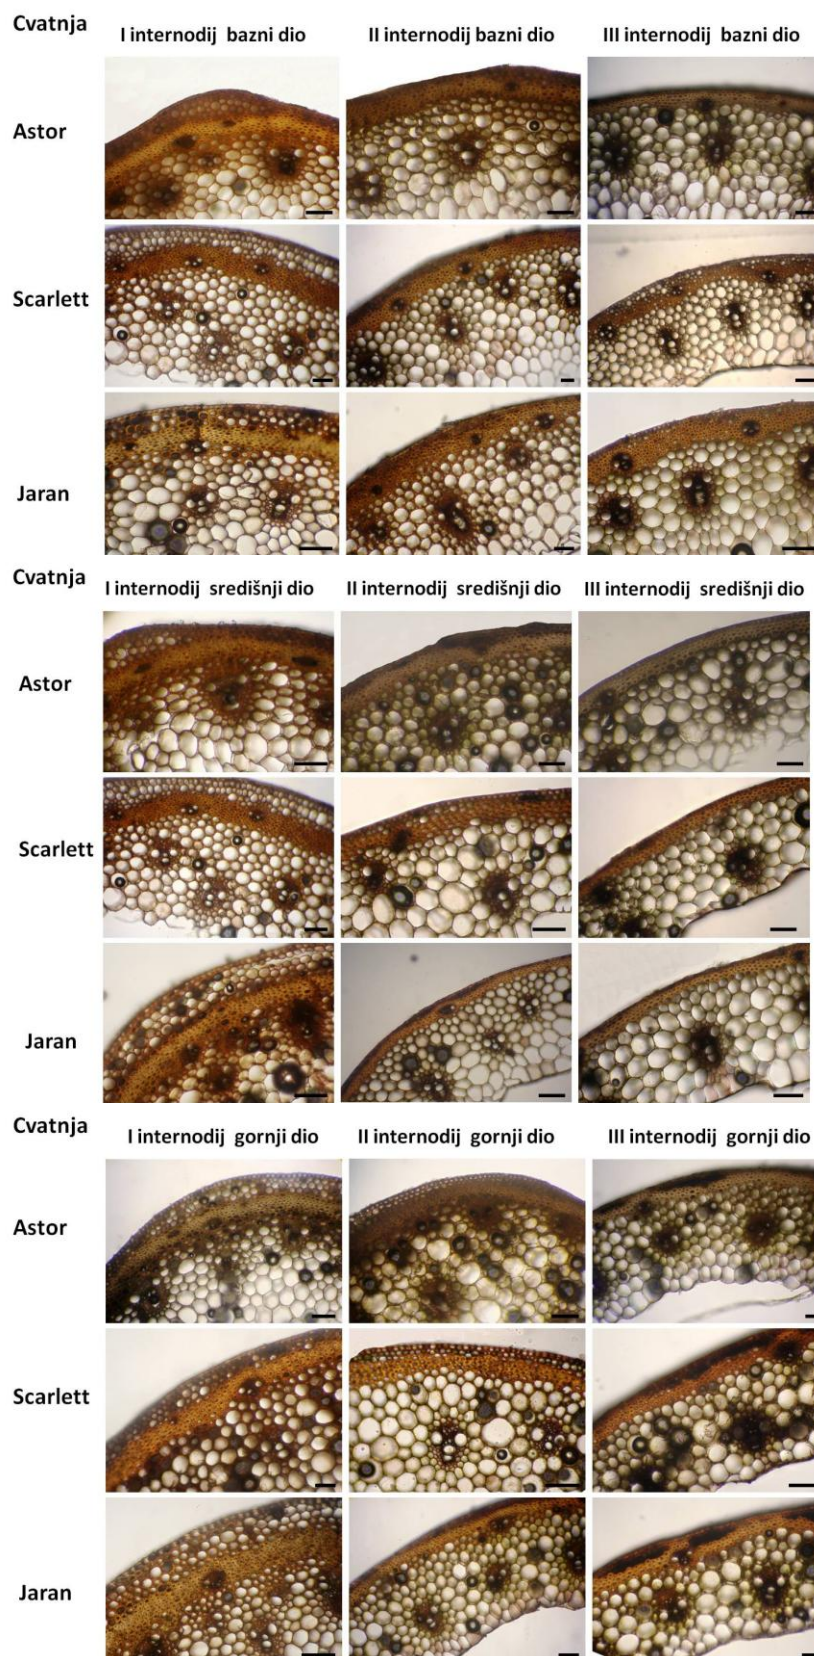 Cvatnja
I internodij bazni dio II internodij bazni dio III internodij bazni dio
Astor
Scarlett
Jaran
Cvatnja
I internodij središnji dio II internodij središnji dio III internodij središnji dio
Astor
Scarlett
Jaran
Cvatnja
I internodij gornji dio II internodij gornji dio III internodij gornji dio
Astor
Scarlett
Jaran